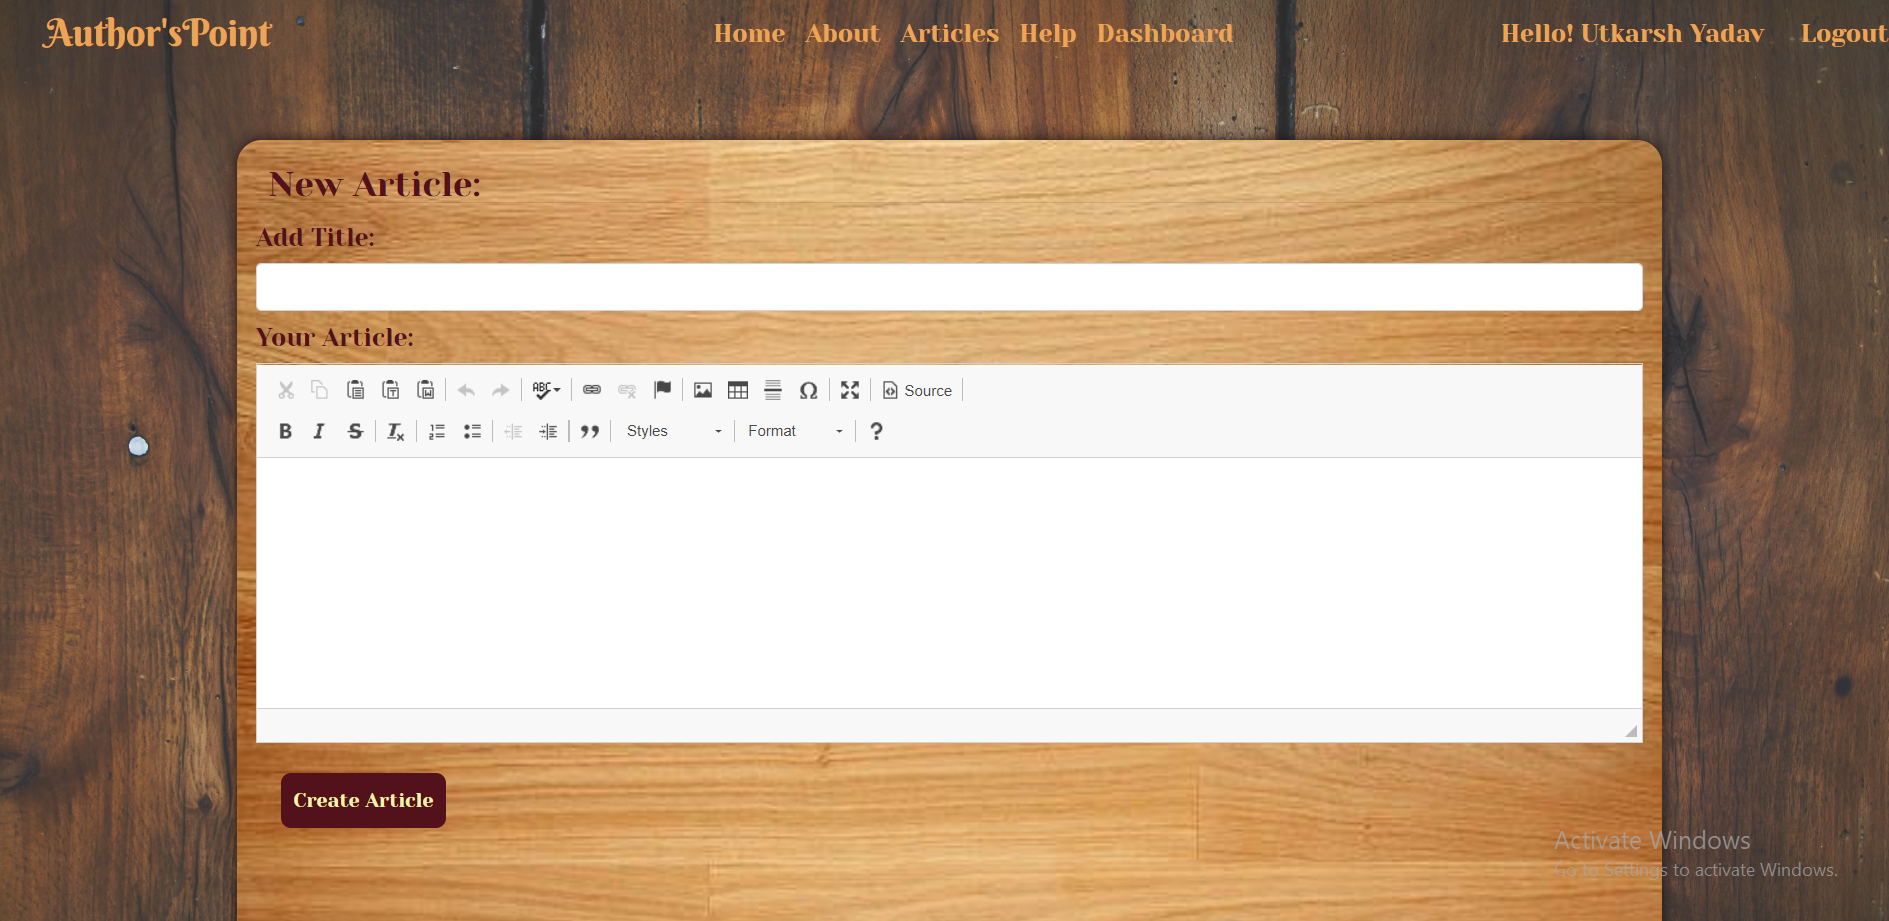 Author'sPoint Home About Articles Help Dashboard Hello! Utkarsh Yadav Logout
New Article:
Add Title:
Your Article:
ABC Source
B I S Styles Format ?
Create Article
Activate Windows
Go to Settings to activate Windows.